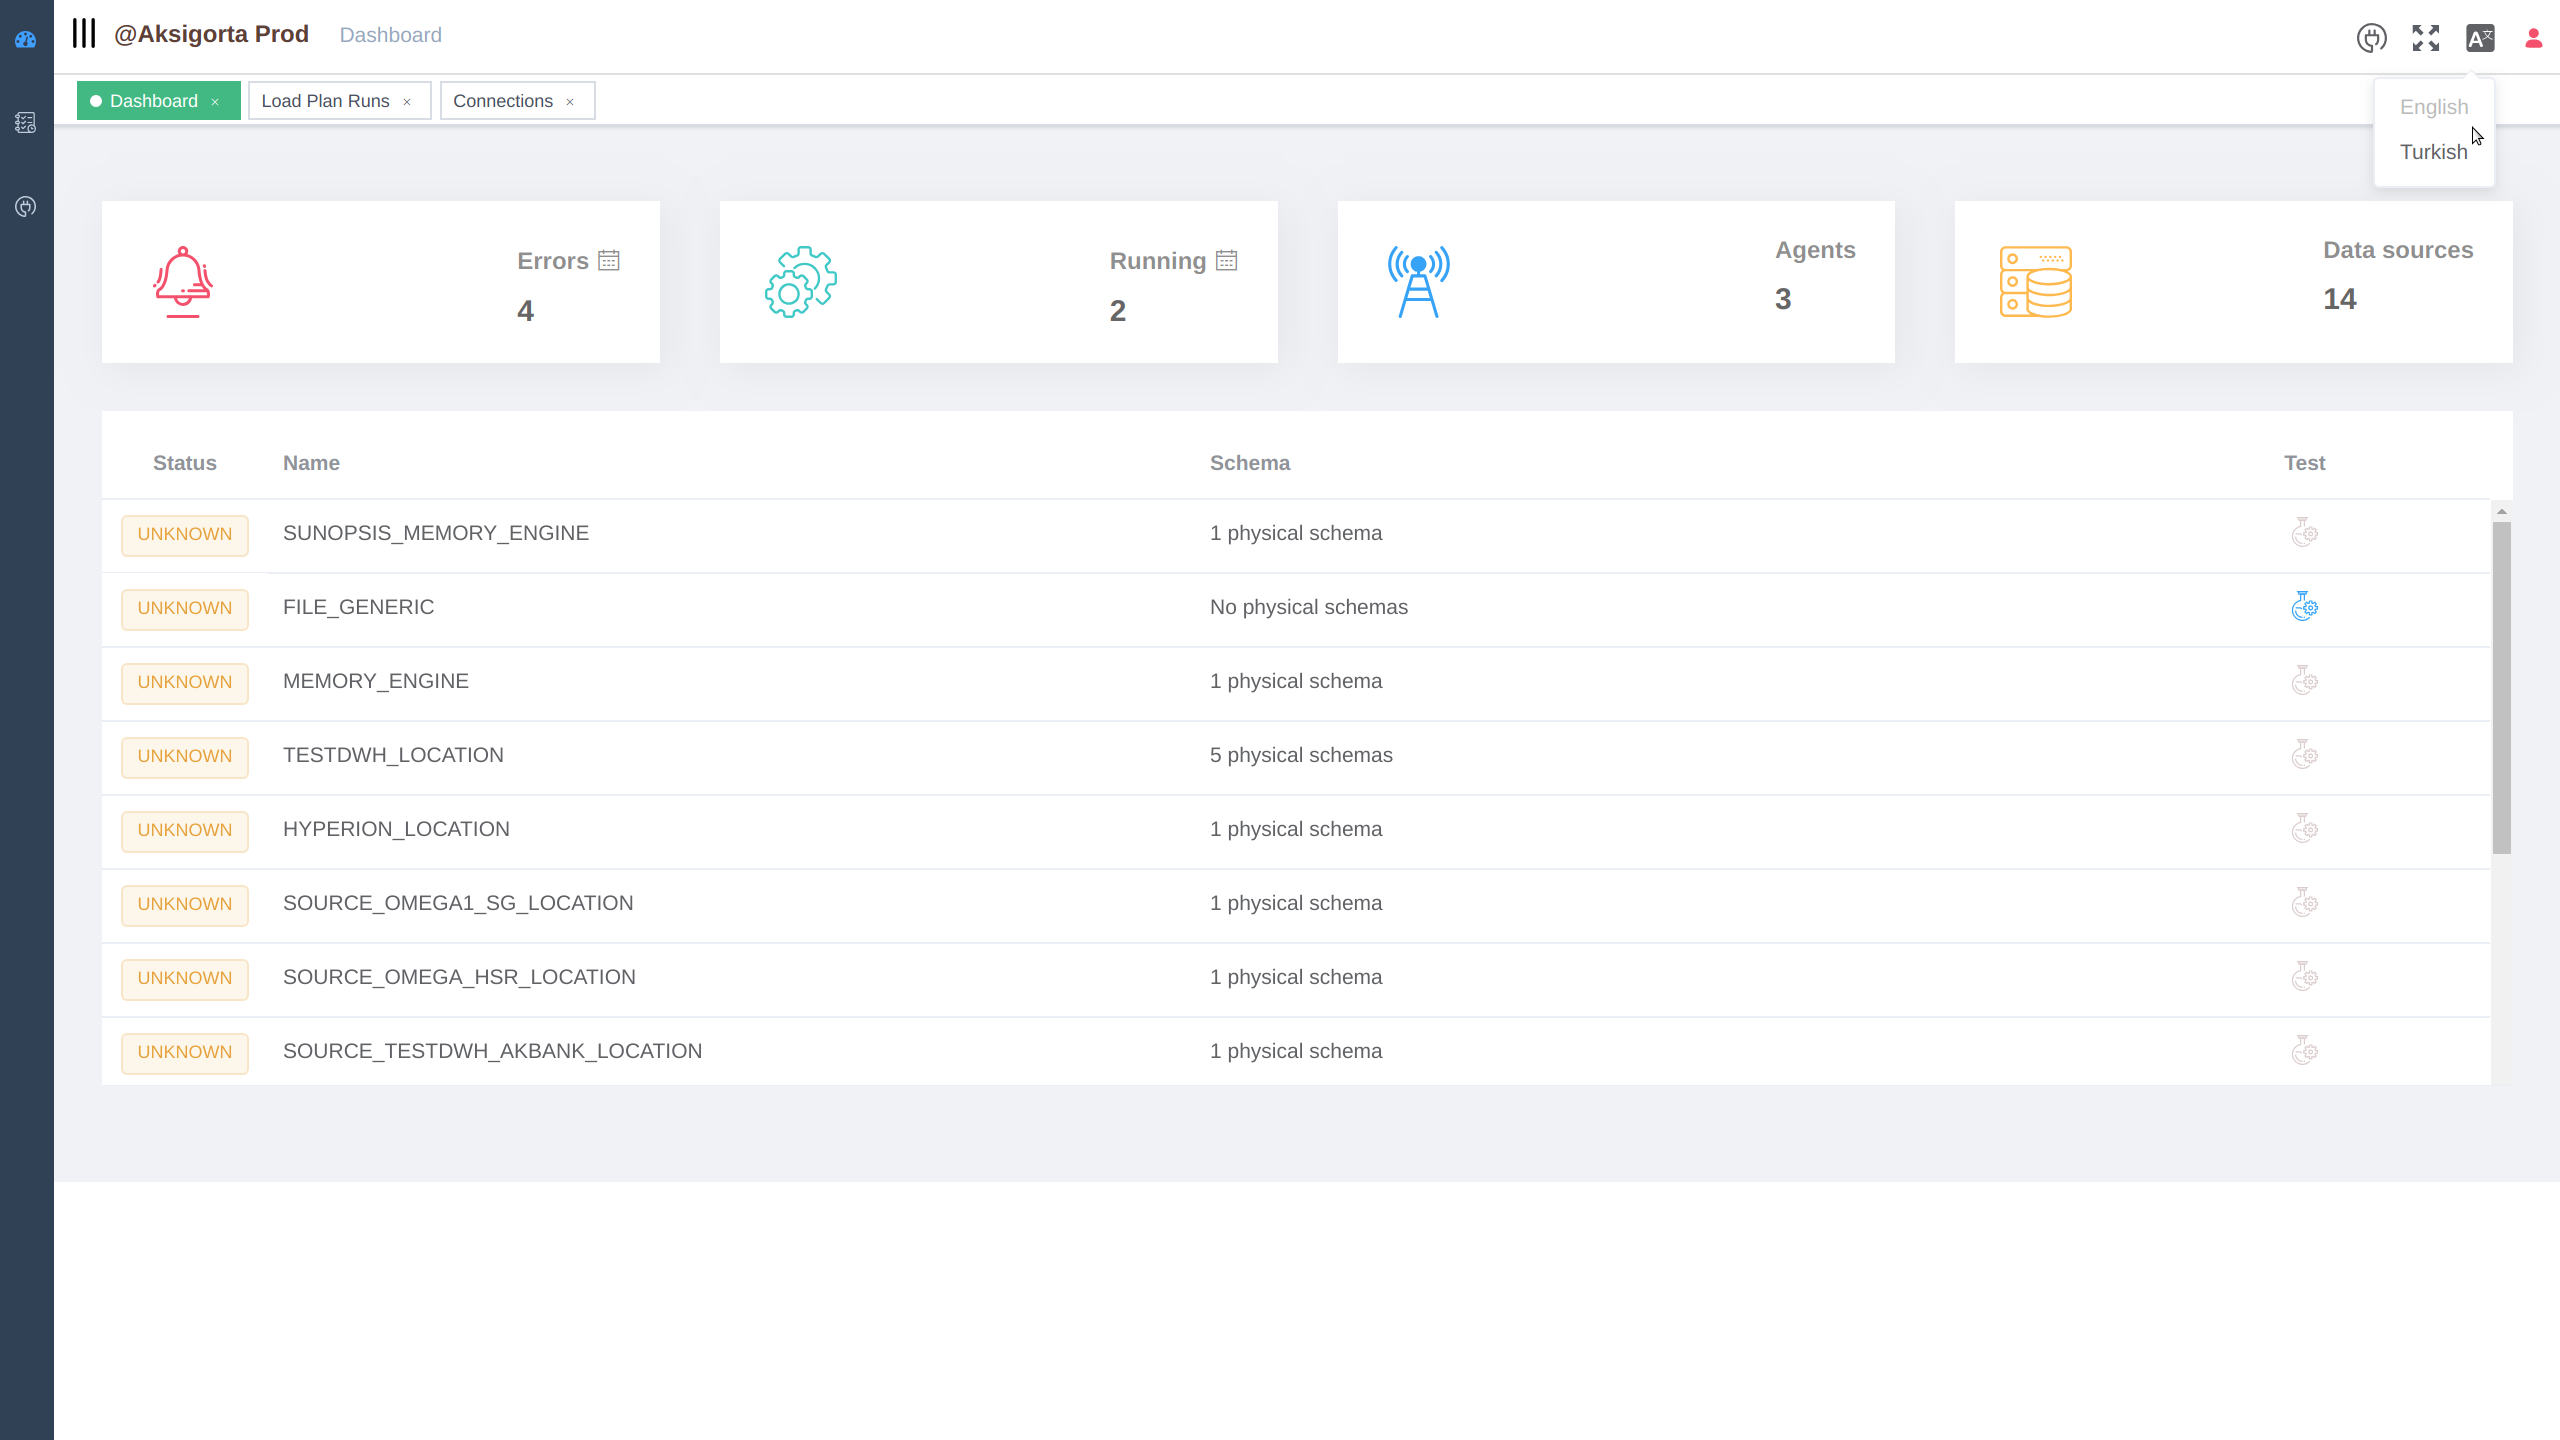 @Aksigorta Prod Dashboard
Dashboard × Load Plan Runs × Connections ×
English
Turkish
Errors
4
Running
2
Agents
3
Data sources
14
Status Name Schema Test
UNKNOWN SUNOPSIS_MEMORY_ENGINE 1 physical schema
UNKNOWN FILE_GENERIC No physical schemas
UNKNOWN MEMORY_ENGINE 1 physical schema
UNKNOWN TESTDWH_LOCATION 5 physical schemas
UNKNOWN HYPERION_LOCATION 1 physical schema
UNKNOWN SOURCE_OMEGA1_SG_LOCATION 1 physical schema
UNKNOWN SOURCE_OMEGA_HSR_LOCATION 1 physical schema
UNKNOWN SOURCE_TESTDWH_AKBANK_LOCATION 1 physical schema